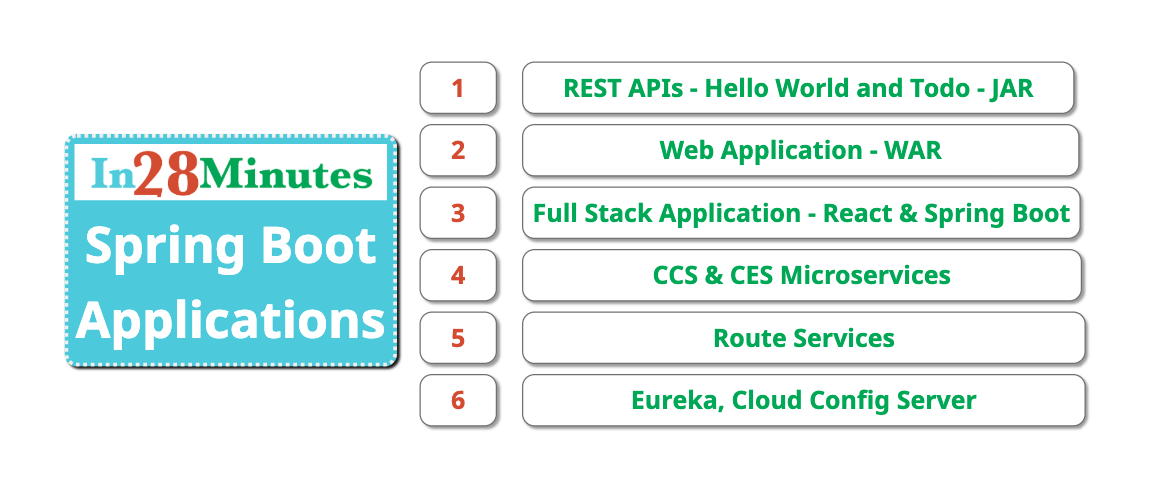 In28Minutes
Spring Boot
Applications
1 REST APIs - Hello World and Todo - JAR
2 Web Application - WAR
3 Full Stack Application - React & Spring Boot
4 CCS & CES Microservices
5 Route Services
6 Eureka, Cloud Config Server